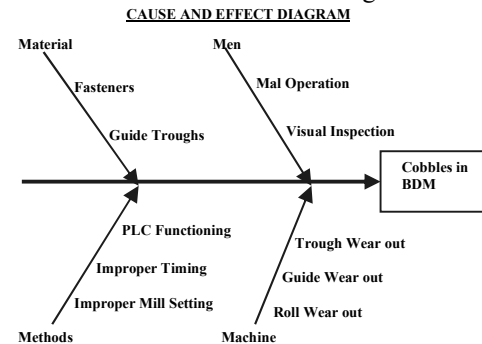 CAUSE AND EFFECT DIAGRAM
Material
Men
Fasteners
Mal Operation
Guide Troughs
Visual Inspection
Cobbles in
BDM
PLC Functioning
Trough Wear out
Improper Timing
Guide Wear out
Improper Mill Setting
Roll Wear out
Methods
Machine